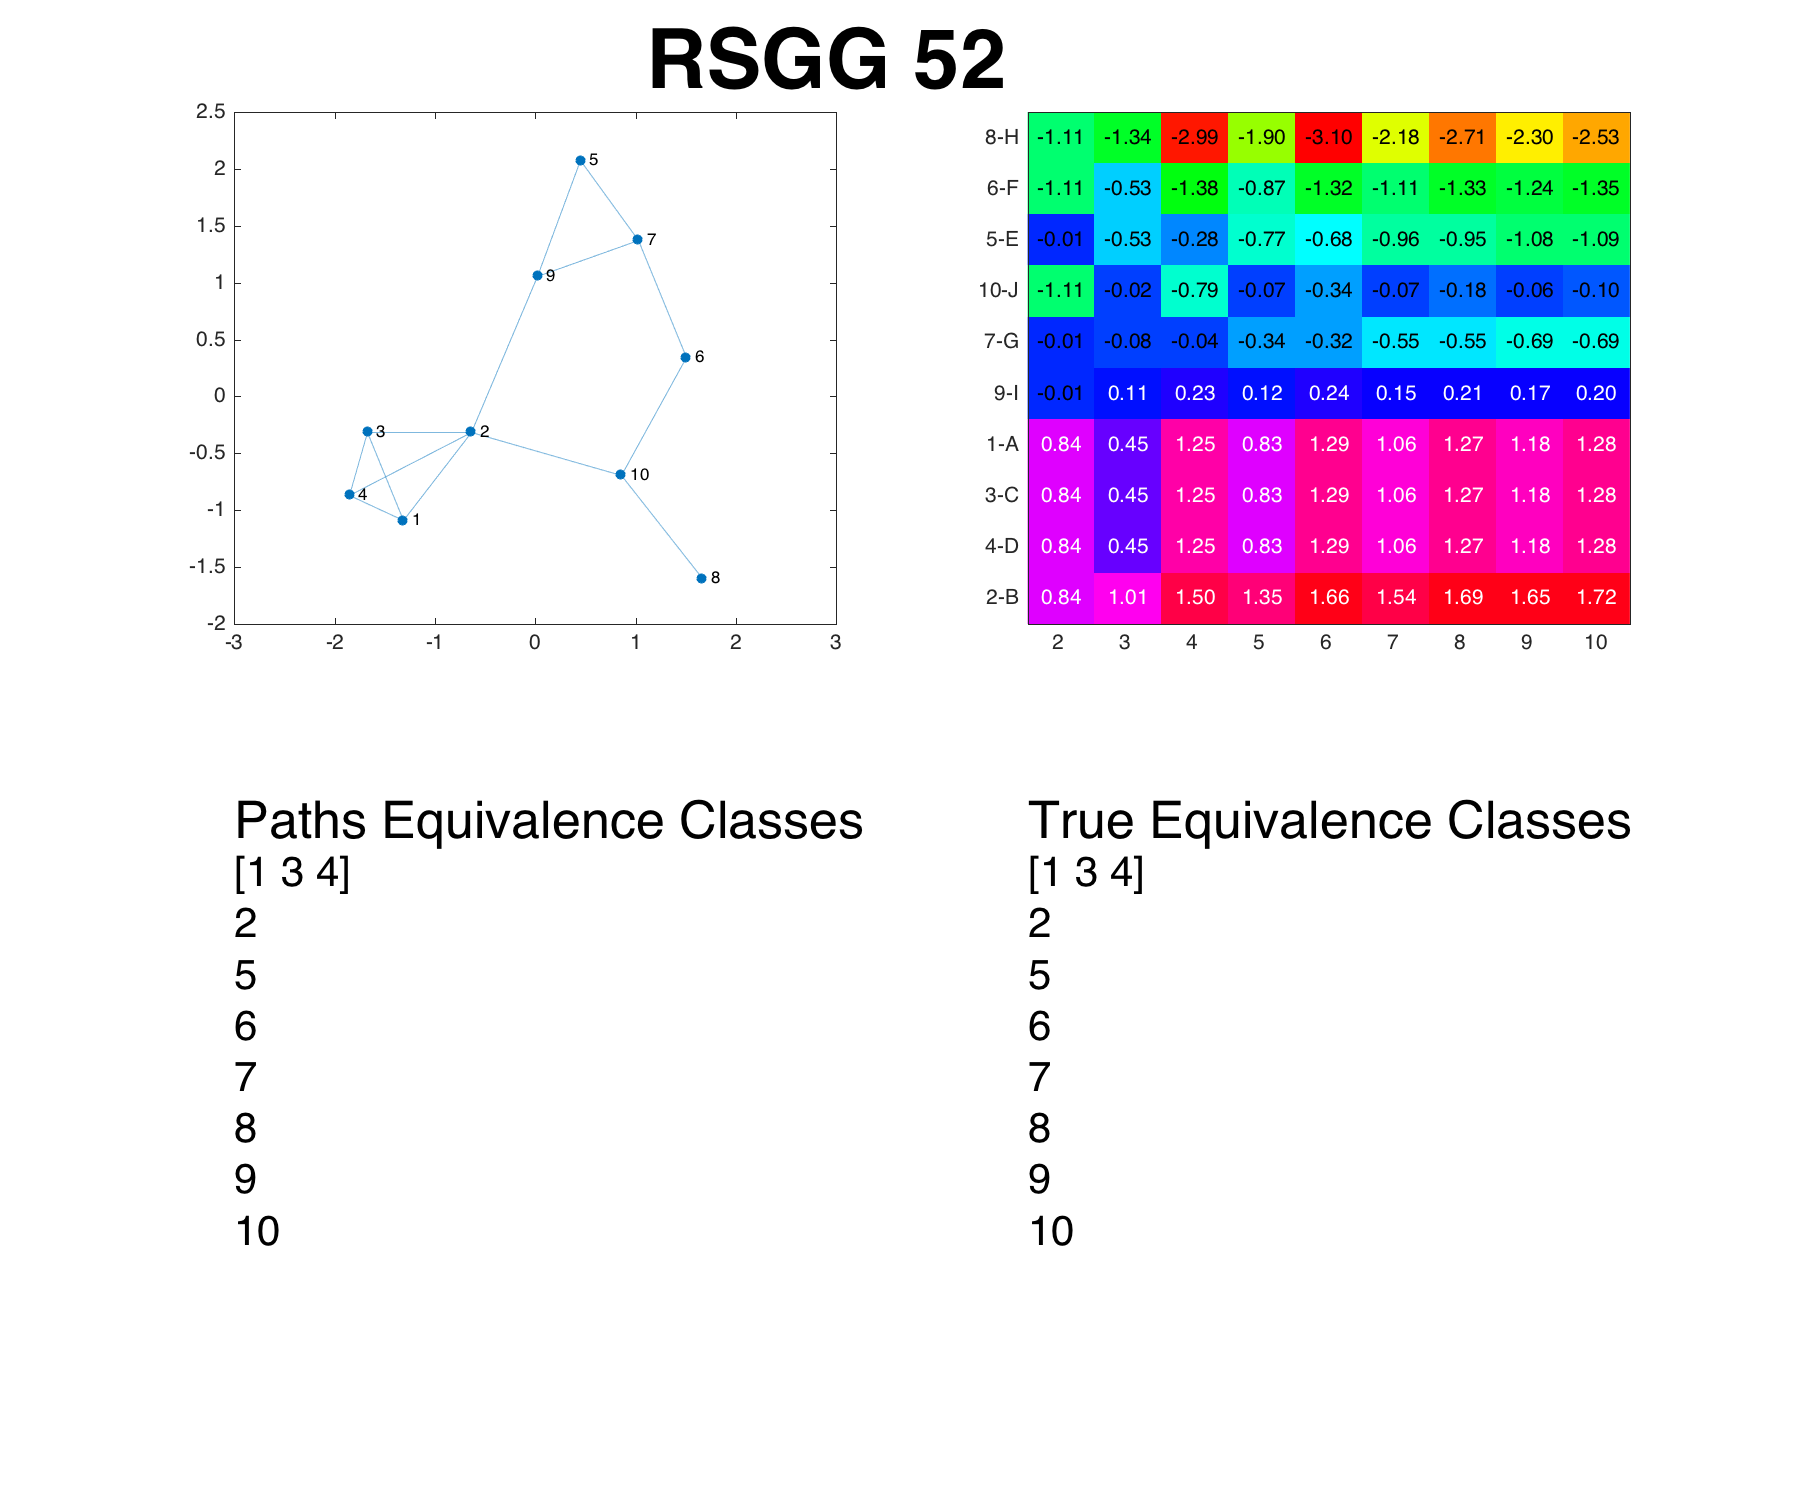 RSGG 52
2.5
2
1.5
1
0.5
0
-0.5
-1
-1.5
-2
-3 -2 -1 0 1 2 3
5
7
9
6
3 2
10
4
1
8
8-H -1.11 -1.34 -2.99 -1.90 -3.10 -2.18 -2.71 -2.30 -2.53
6-F -1.11 -0.53 -1.38 -0.87 -1.32 -1.11 -1.33 -1.24 -1.35
5-E -0.01 -0.53 -0.28 -0.77 -0.68 -0.96 -0.95 -1.08 -1.09
10-J -1.11 -0.02 -0.79 -0.07 -0.34 -0.07 -0.18 -0.06 -0.10
7-G -0.01 -0.08 -0.04 -0.34 -0.32 -0.55 -0.55 -0.69 -0.69
9-I -0.01 0.11 0.23 0.12 0.24 0.15 0.21 0.17 0.20
1-A 0.84 0.45 1.25 0.83 1.29 1.06 1.27 1.18 1.28
3-C 0.84 0.45 1.25 0.83 1.29 1.06 1.27 1.18 1.28
4-D 0.84 0.45 1.25 0.83 1.29 1.06 1.27 1.18 1.28
2-B 0.84 1.01 1.50 1.35 1.66 1.54 1.69 1.65 1.72
2 3 4 5 6 7 8 9 10
Paths Equivalence Classes
[1 3 4]
2
5
6
7
8
9
10
True Equivalence Classes
[1 3 4]
2
5
6
7
8
9
10